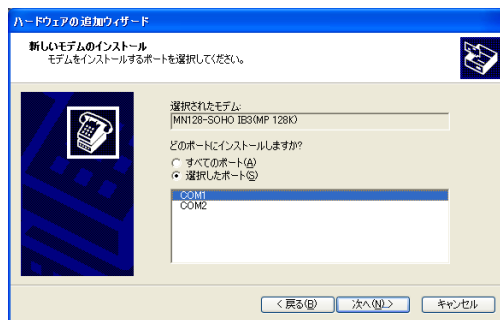 ハードウェアの追加ウィザード
新しいモデムのインストール
モデムをインストールするポートを選択してください。
選択されたモデム:
MN128-SOHO IB3(MP 128K)
どのポートにインストールしますか?
すべてのポート(A)
選択したポート(S)
COM1
COM2
< 戻る(B) 次へ(N) > キャンセル